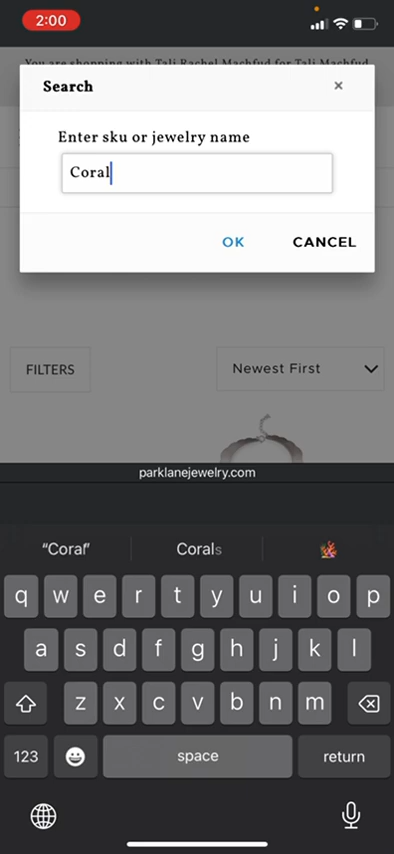 2:00
You are shopping with Tali Rachel Machfud for Tali Machfud
Search ×
Enter sku or jewelry name
Coral
OK CANCEL
FILTERS Newest First
parklanejewelry.com
“Coral” Corals
q w e r t y u i o p
a s d f g h j k l
z x c v b n m
123 space return